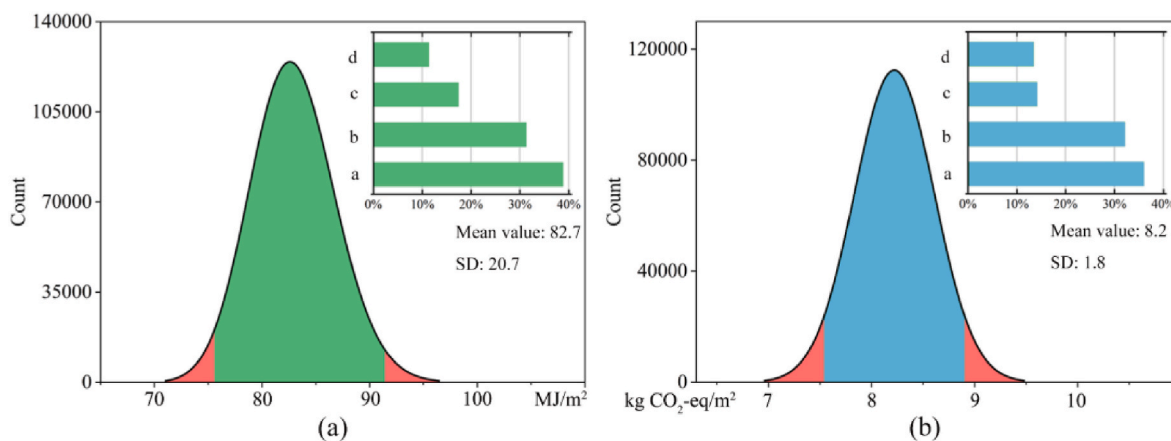 140000
105000
70000
35000
0
Count
70
80
90
100
MJ/m²
d
c
b
a
0%
10%
20%
30%
40%
Mean value: 82.7
SD: 20.7
(a)
120000
80000
40000
0
Count
kg CO₂-eq/m²
7
8
9
10
d
c
b
a
0%
10%
20%
30%
40%
Mean value: 8.2
SD: 1.8
(b)